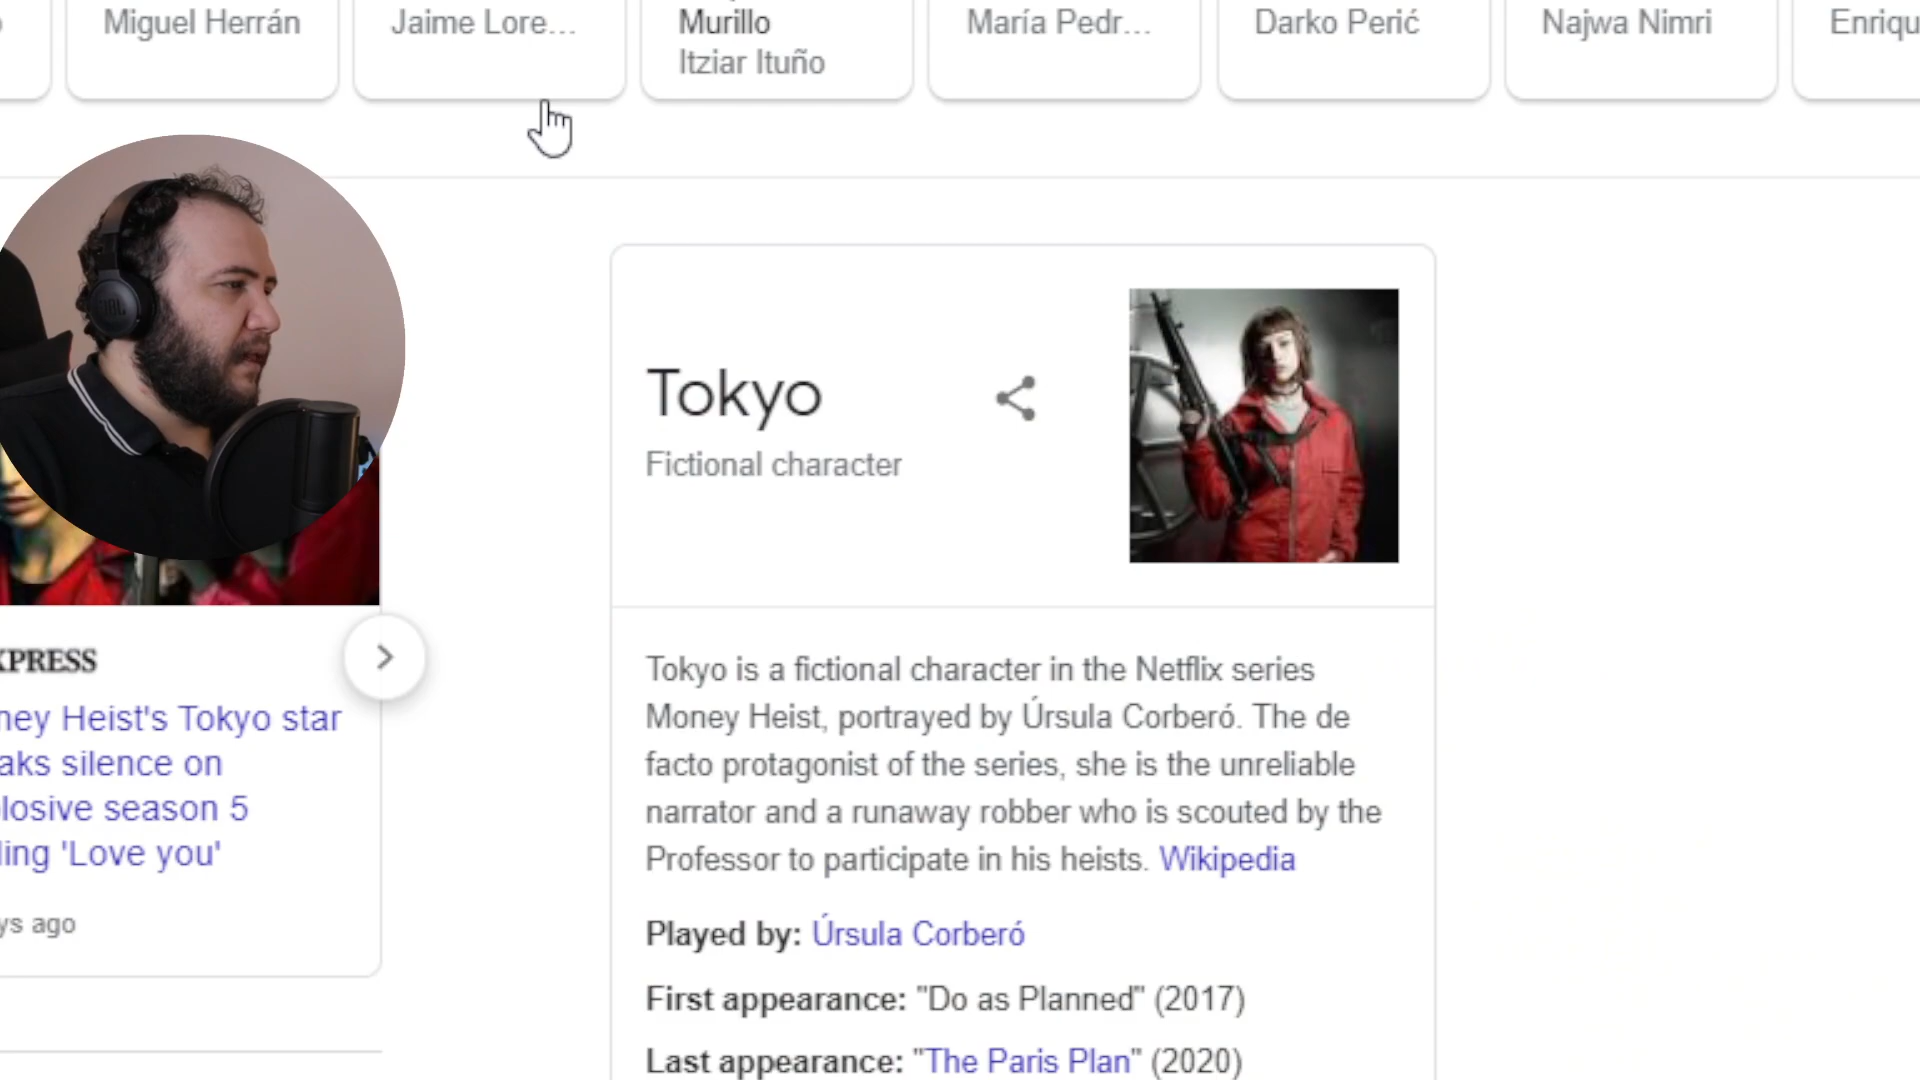 Miguel Herrán
Jaime Lore...
Murillo
Itziar Ituño
María Pedr...
Darko Perić
Najwa Nimri
Enriqu
JBL
Tokyo
Fictional character
XPRESS
ney Heist's Tokyo star
aks silence on
losive season 5
ling 'Love you'
ys ago
Tokyo is a fictional character in the Netflix series
Money Heist, portrayed by Úrsula Corberó. The de
facto protagonist of the series, she is the unreliable
narrator and a runaway robber who is scouted by the
Professor to participate in his heists. Wikipedia
Played by: Úrsula Corberó
First appearance: "Do as Planned" (2017)
Last appearance: "The Paris Plan" (2020)